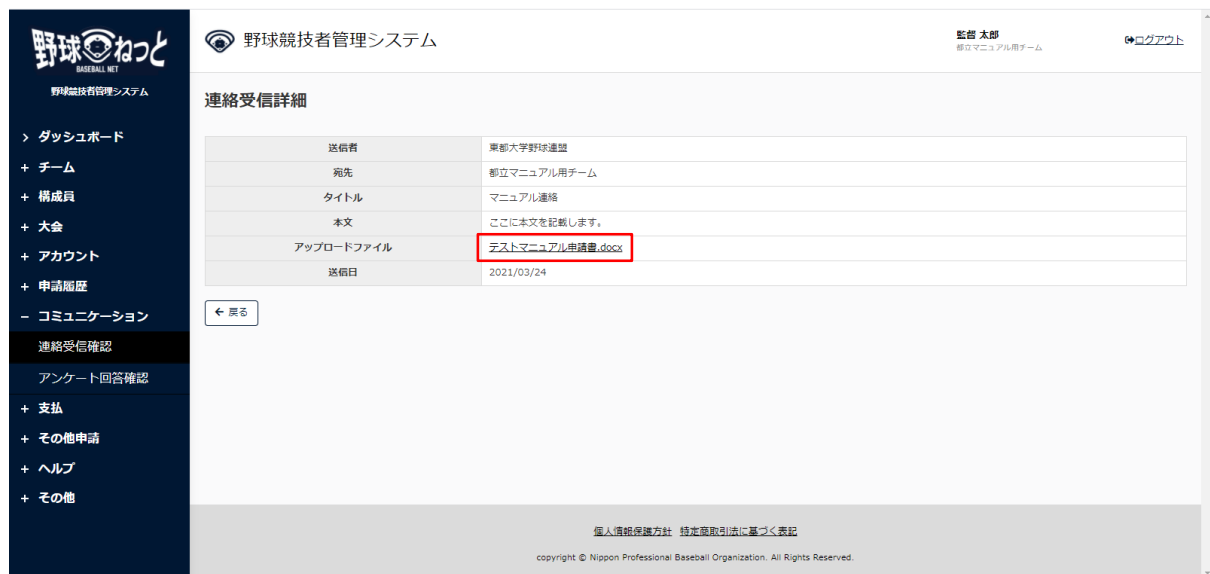 野球ねっと
BASEBALL NET
野球競技者管理システム
野球競技者管理システム
監督 太郎
都立マニュアル用チーム
ログアウト
連絡受信詳細
> ダッシュボード
+ チーム
+ 構成員
+ 大会
+ アカウント
+ 申請履歴
− コミュニケーション
連絡受信確認
アンケート回答確認
+ 支払
+ その他申請
+ ヘルプ
+ その他
送信者 東都大学野球連盟
宛先 都立マニュアル用チーム
タイトル マニュアル連絡
本文 ここに本文を記載します。
アップロードファイル テストマニュアル申請書.docx
送信日 2021/03/24
← 戻る
個人情報保護方針 特定商取引法に基づく表記
copyright © Nippon Professional Baseball Organization. All Rights Reserved.